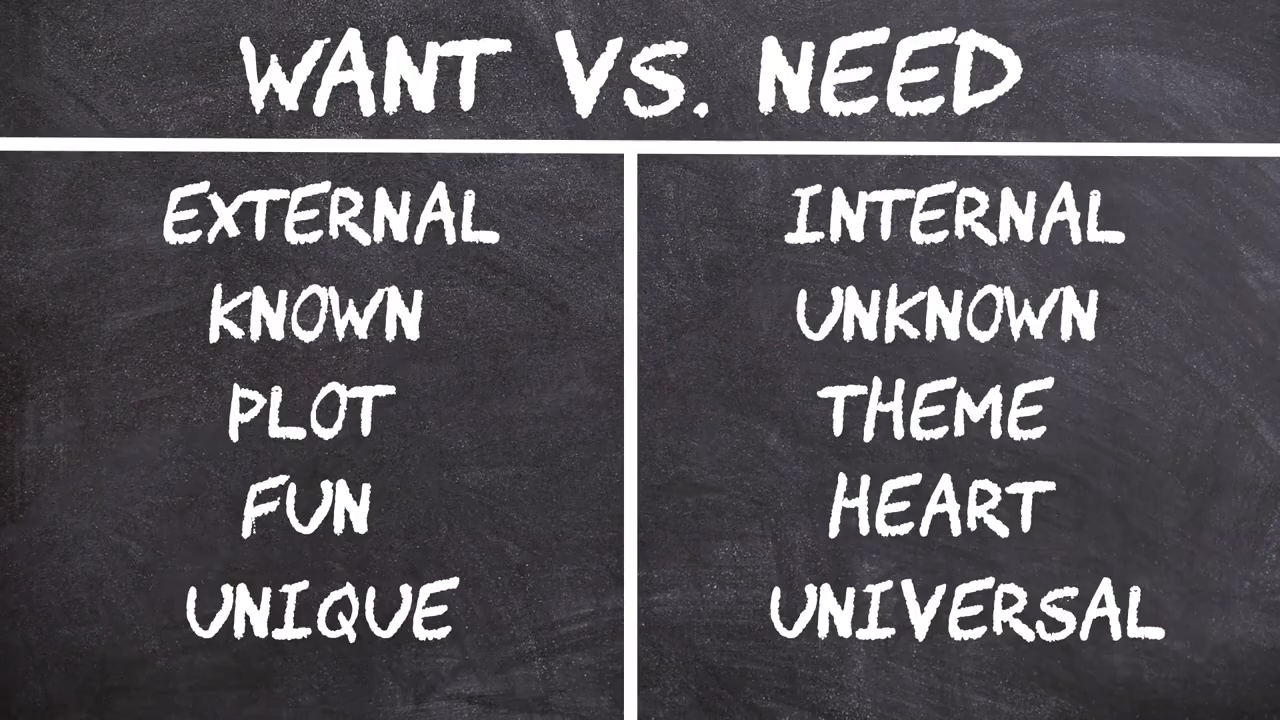 WANT VS. NEED
EXTERNAL
INTERNAL
KNOWN
UNKNOWN
PLOT
THEME
FUN
HEART
UNIQUE
UNIVERSAL